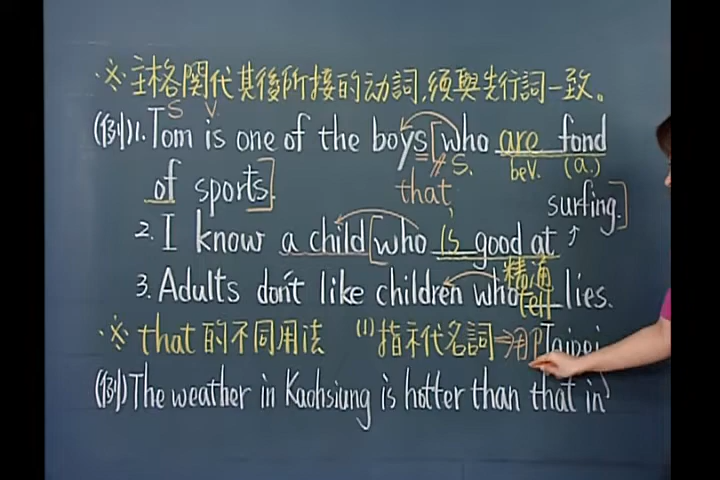 ※主格関代其後所接的动詞,須與先行詞一致。
S V.
(例)1. Tom is one of the boys [who are fond
S. beV. (a.)
of sports].
that
surfing.]
2. I know a child [who is good at
精通
3. Adults don't like children who tell lies.
※ that 的不同用法 (1) 指示代名詞⇒
Taipei
(例) The weather in Kaohsiung is hotter than that in